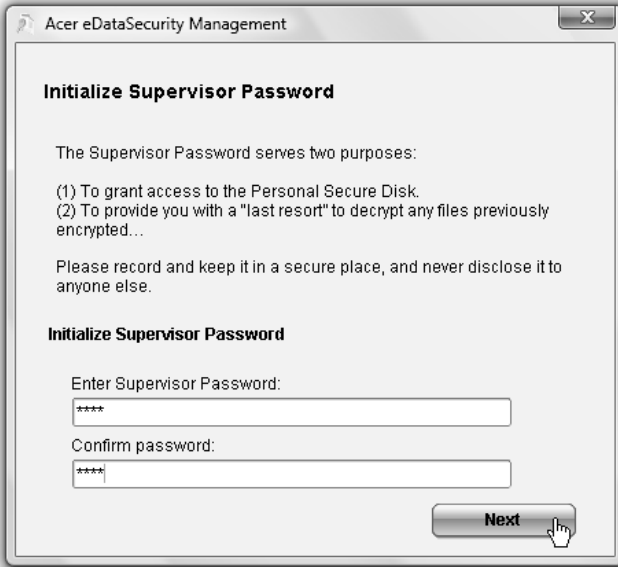 Acer eDataSecurity Management
Initialize Supervisor Password
The Supervisor Password serves two purposes:
(1) To grant access to the Personal Secure Disk.
(2) To provide you with a "last resort" to decrypt any files previously
encrypted...
Please record and keep it in a secure place, and never disclose it to
anyone else.
Initialize Supervisor Password
Enter Supervisor Password:
****
Confirm password:
****
Next